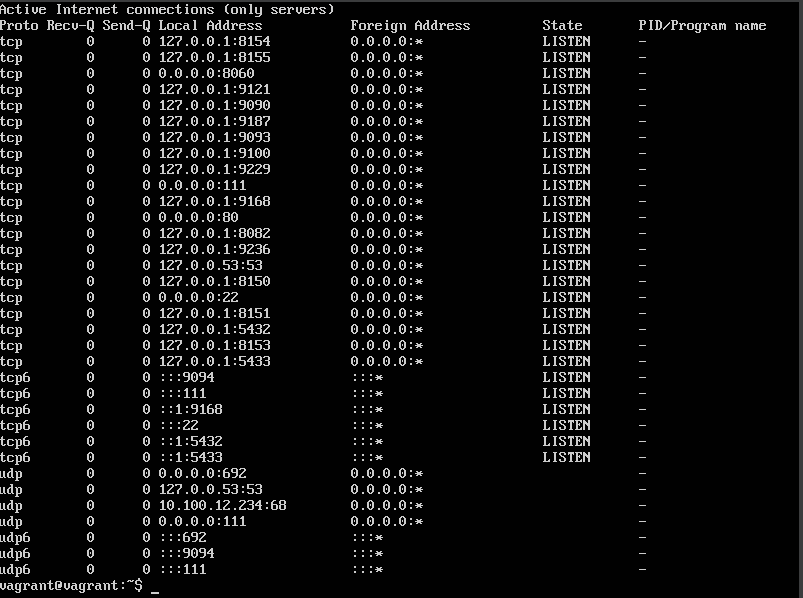 Active Internet connections (only servers)
Proto Recv-Q Send-Q Local Address           Foreign Address         State       PID/Program name
tcp        0      0 127.0.0.1:8154          0.0.0.0:*               LISTEN      -
tcp        0      0 127.0.0.1:8155          0.0.0.0:*               LISTEN      -
tcp        0      0 0.0.0.0:8060            0.0.0.0:*               LISTEN      -
tcp        0      0 127.0.0.1:9121          0.0.0.0:*               LISTEN      -
tcp        0      0 127.0.0.1:9090          0.0.0.0:*               LISTEN      -
tcp        0      0 127.0.0.1:9187          0.0.0.0:*               LISTEN      -
tcp        0      0 127.0.0.1:9093          0.0.0.0:*               LISTEN      -
tcp        0      0 127.0.0.1:9100          0.0.0.0:*               LISTEN      -
tcp        0      0 127.0.0.1:9229          0.0.0.0:*               LISTEN      -
tcp        0      0 0.0.0.0:111             0.0.0.0:*               LISTEN      -
tcp        0      0 127.0.0.1:9168          0.0.0.0:*               LISTEN      -
tcp        0      0 0.0.0.0:80              0.0.0.0:*               LISTEN      -
tcp        0      0 127.0.0.1:8082          0.0.0.0:*               LISTEN      -
tcp        0      0 127.0.0.1:9236          0.0.0.0:*               LISTEN      -
tcp        0      0 127.0.0.53:53           0.0.0.0:*               LISTEN      -
tcp        0      0 127.0.0.1:8150          0.0.0.0:*               LISTEN      -
tcp        0      0 0.0.0.0:22              0.0.0.0:*               LISTEN      -
tcp        0      0 127.0.0.1:8151          0.0.0.0:*               LISTEN      -
tcp        0      0 127.0.0.1:5432          0.0.0.0:*               LISTEN      -
tcp        0      0 127.0.0.1:8153          0.0.0.0:*               LISTEN      -
tcp        0      0 127.0.0.1:5433          0.0.0.0:*               LISTEN      -
tcp6       0      0 :::9094                 :::*                    LISTEN      -
tcp6       0      0 :::111                  :::*                    LISTEN      -
tcp6       0      0 ::1:9168                :::*                    LISTEN      -
tcp6       0      0 :::22                   :::*                    LISTEN      -
tcp6       0      0 ::1:5432                :::*                    LISTEN      -
tcp6       0      0 ::1:5433                :::*                    LISTEN      -
udp        0      0 0.0.0.0:692             0.0.0.0:*                           -
udp        0      0 127.0.0.53:53           0.0.0.0:*                           -
udp        0      0 10.100.12.234:68        0.0.0.0:*                           -
udp        0      0 0.0.0.0:111             0.0.0.0:*                           -
udp6       0      0 :::692                  :::*                                -
udp6       0      0 :::9094                 :::*                                -
udp6       0      0 :::111                  :::*                                -
vagrant@vagrant:~$ _